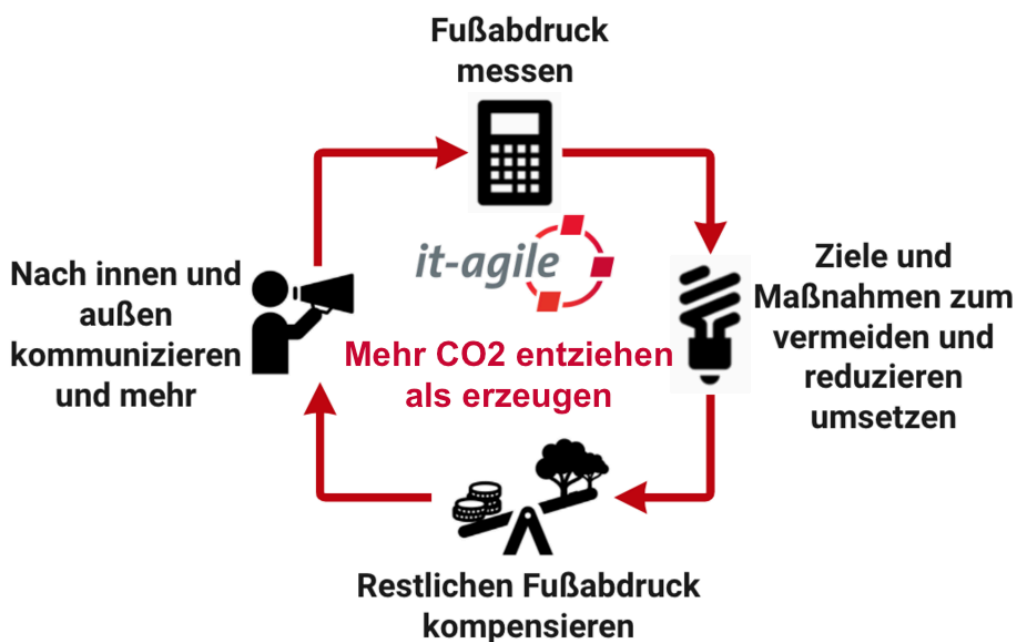 Fußabdruck
messen
it-agile
Mehr CO2 entziehen
als erzeugen
Ziele und
Maßnahmen zum
vermeiden und
reduzieren
umsetzen
Restlichen Fußabdruck
kompensieren
Nach innen und
außen
kommunizieren
und mehr